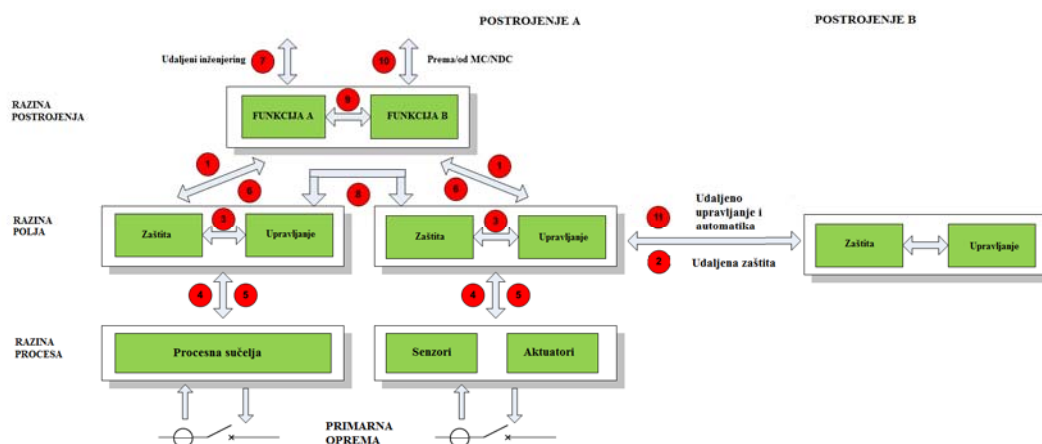 POSTROJENJE A
POSTROJENJE B
Udaljeni inženjering
7
10
Prema/od MC/NDC
RAZINA
POSTROJENJA
FUNKCIJA A
9
FUNKCIJA B
1
6
8
6
1
RAZINA
POLJA
Zaštita
3
Upravljanje
Zaštita
3
Upravljanje
11
Udaljeno
upravljanje i
automatika
2
Udaljena zaštita
Zaštita
Upravljanje
4
5
4
5
RAZINA
PROCESA
Procesna sučelja
Senzori
Aktuatori
PRIMARNA
OPREMA